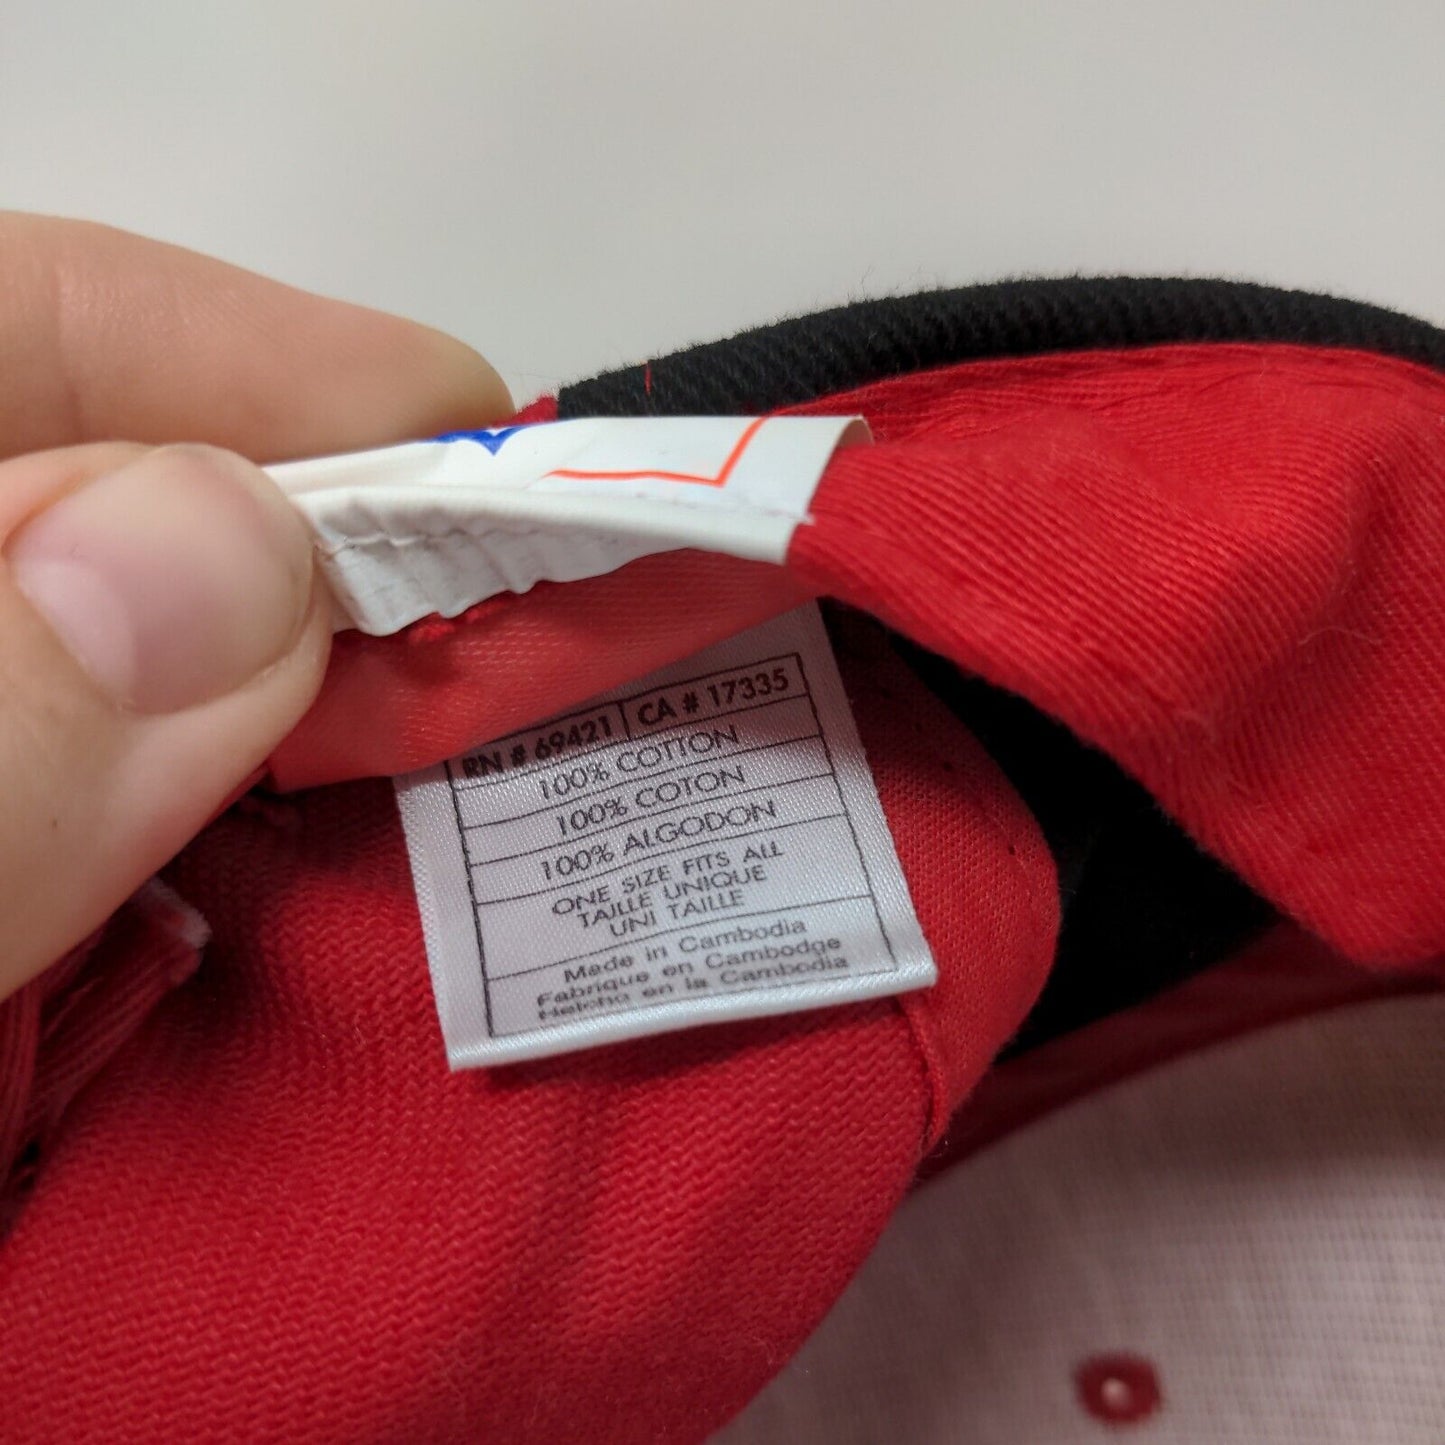 RN # 69421 CA # 17335
100% COTTON
100% COTON
100% ALGODON
ONE SIZE FITS ALL
TAILLE UNIQUE
UNI TAILLE
Made in Cambodia
Fabrique en Cambodge
Helcho en la Cambodia